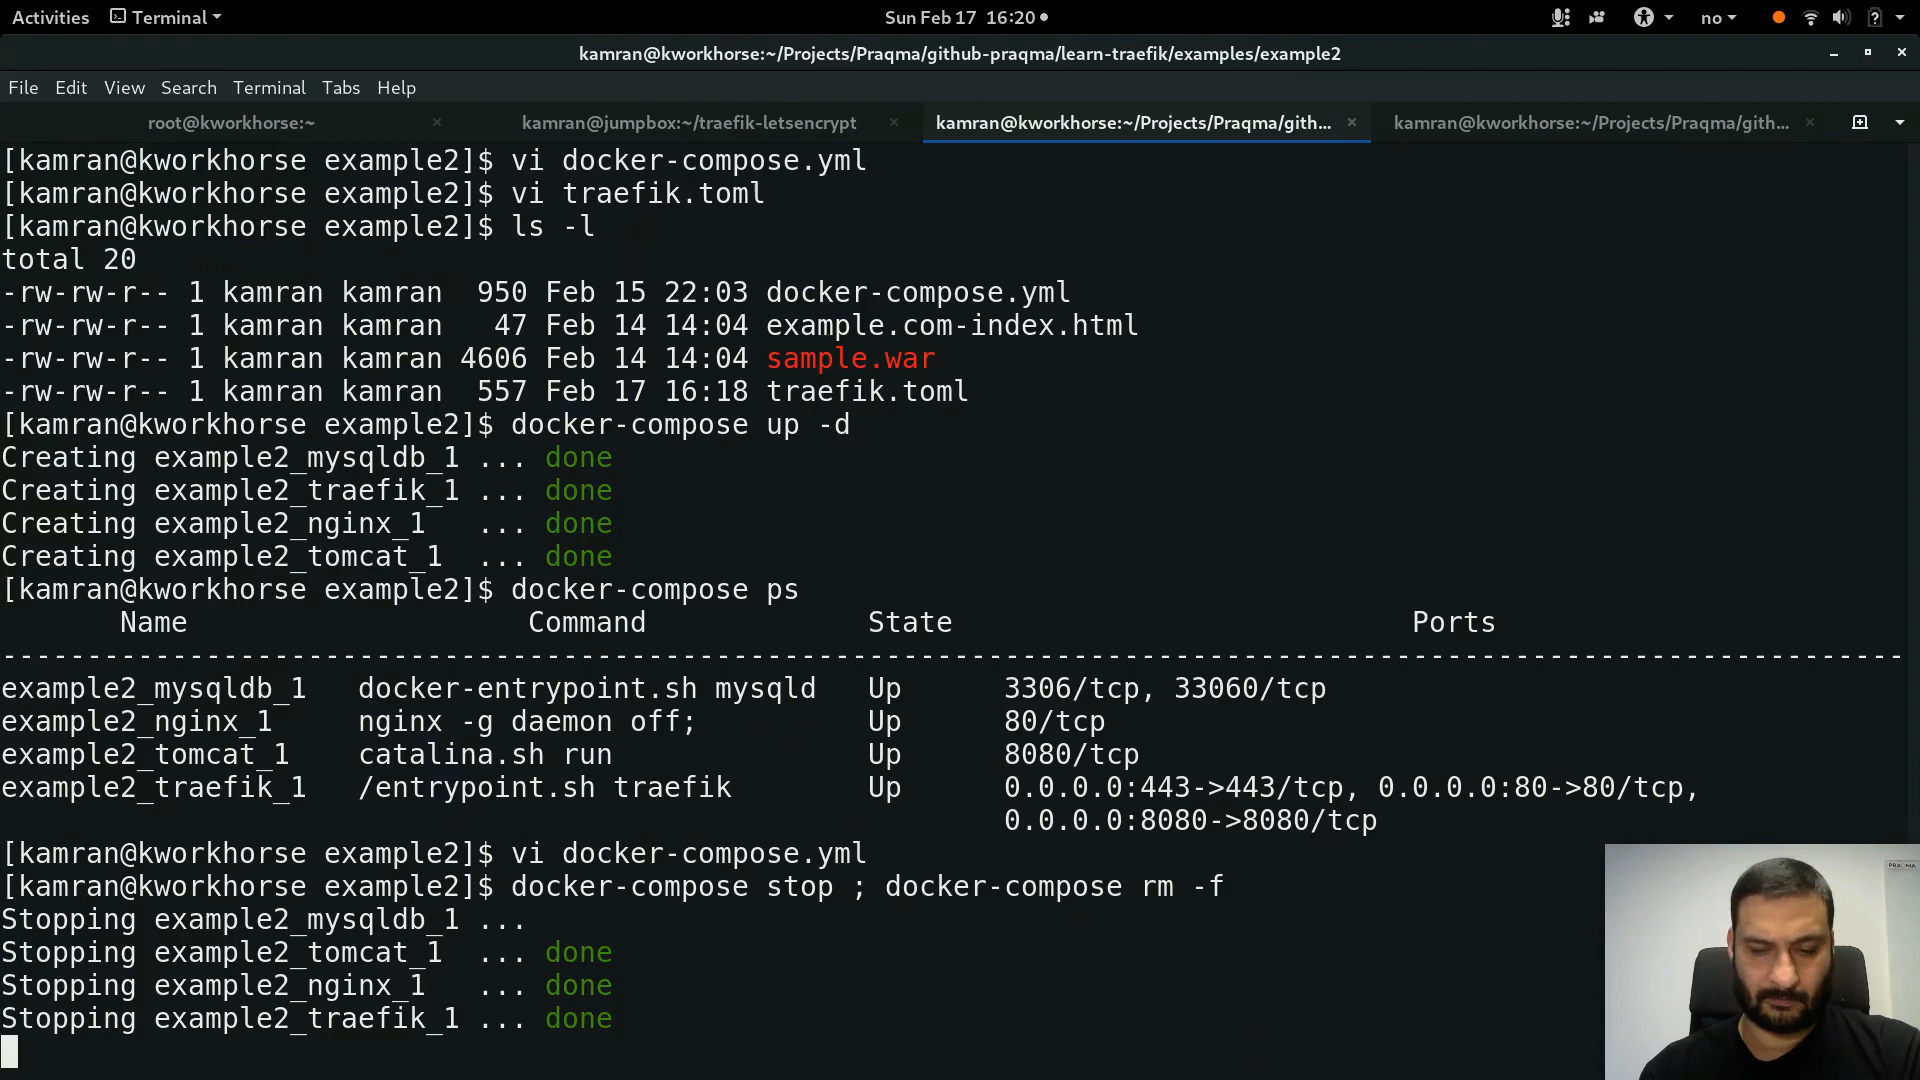 Activities Terminal Sun Feb 17 16:20 no
kamran@kworkhorse:~/Projects/Praqma/github-praqma/learn-traefik/examples/example2
File Edit View Search Terminal Tabs Help
root@kworkhorse:~ kamran@jumpbox:~/traefik-letsencrypt kamran@kworkhorse:~/Projects/Praqma/gith... kamran@kworkhorse:~/Projects/Praqma/gith...
[kamran@kworkhorse example2]$ vi docker-compose.yml
[kamran@kworkhorse example2]$ vi traefik.toml
[kamran@kworkhorse example2]$ ls -l
total 20
-rw-rw-r-- 1 kamran kamran  950 Feb 15 22:03 docker-compose.yml
-rw-rw-r-- 1 kamran kamran   47 Feb 14 14:04 example.com-index.html
-rw-rw-r-- 1 kamran kamran 4606 Feb 14 14:04 sample.war
-rw-rw-r-- 1 kamran kamran  557 Feb 17 16:18 traefik.toml
[kamran@kworkhorse example2]$ docker-compose up -d
Creating example2_mysqldb_1 ... done
Creating example2_traefik_1 ... done
Creating example2_nginx_1   ... done
Creating example2_tomcat_1  ... done
[kamran@kworkhorse example2]$ docker-compose ps
Name Command State Ports
----------------------------------------------------------------------------------------------------------------
example2_mysqldb_1   docker-entrypoint.sh mysqld   Up      3306/tcp, 33060/tcp
example2_nginx_1     nginx -g daemon off;          Up      80/tcp
example2_tomcat_1    catalina.sh run               Up      8080/tcp
example2_traefik_1   /entrypoint.sh traefik        Up      0.0.0.0:443->443/tcp, 0.0.0.0:80->80/tcp,
0.0.0.0:8080->8080/tcp
[kamran@kworkhorse example2]$ vi docker-compose.yml
[kamran@kworkhorse example2]$ docker-compose stop ; docker-compose rm -f
Stopping example2_mysqldb_1 ...
Stopping example2_tomcat_1  ... done
Stopping example2_nginx_1   ... done
Stopping example2_traefik_1 ... done